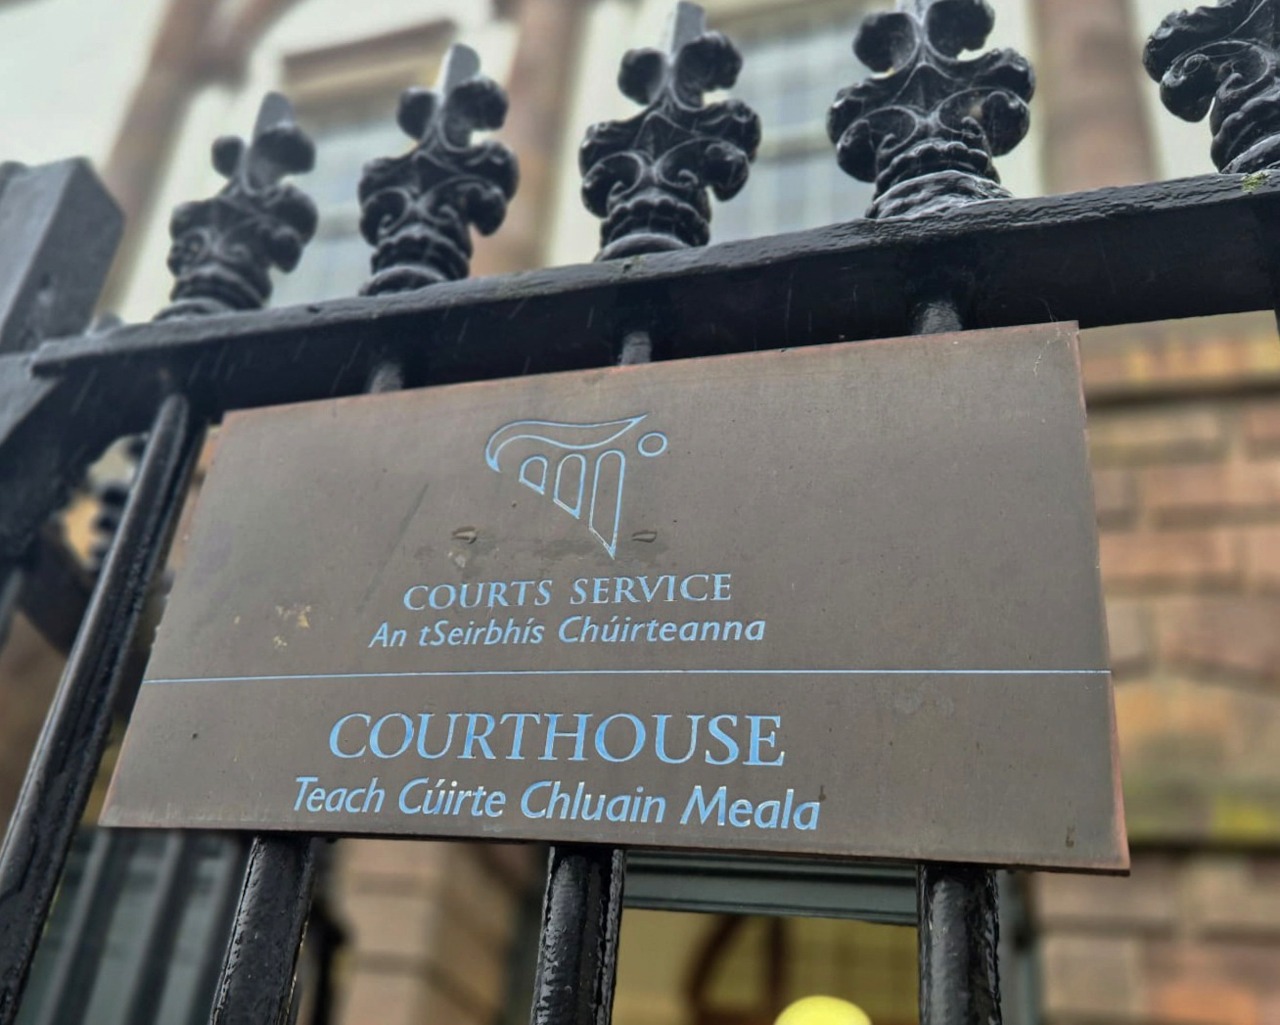 COURTS SERVICE
An tSeirbhís Chúirteanna
COURTHOUSE
Teach Cúirte Chluain Meala